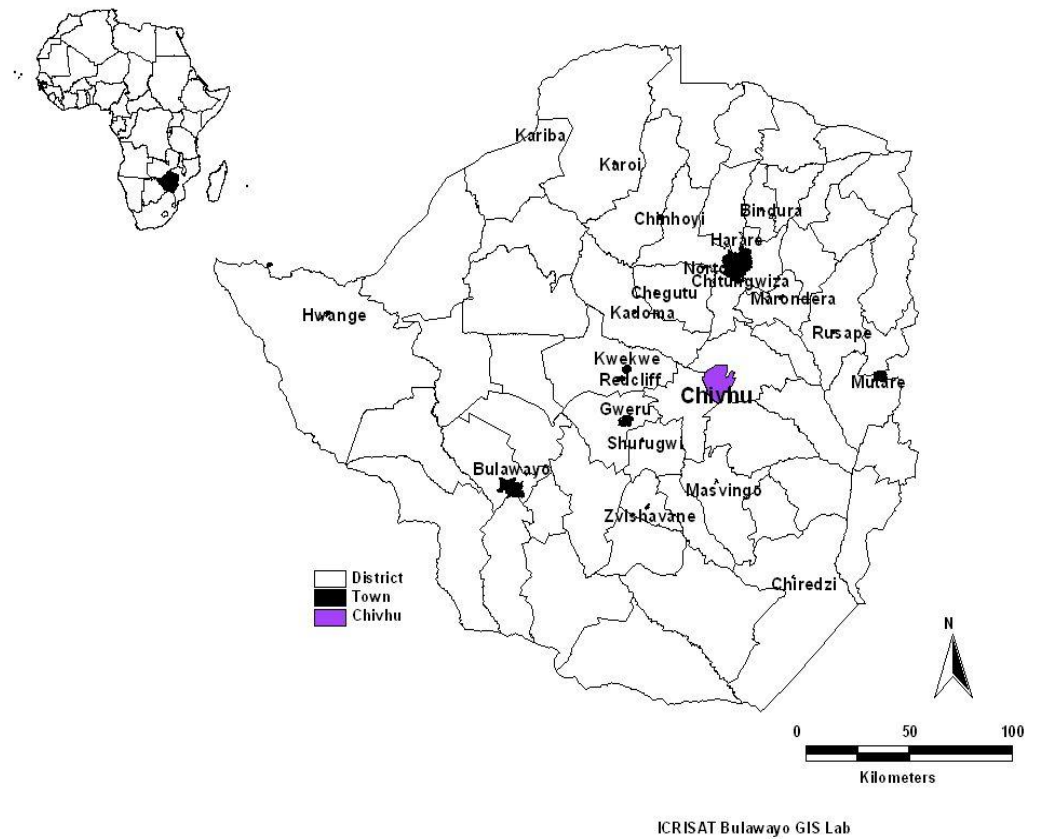 Kariba
Karoi
Chinhoyi
Bindura
Harare
Norto
Chitungwiza
Chegutu
Marondera
Kadoma
Hwange
Rusape
Kwekwe
Redcliff
Mutare
Chivhu
Gweru
Shurugwi
Bulawayo
Masvingo
Zvishavane
Chiredzi
District
Town
Chivhu
N
0 50 100
Kilometers
ICRISAT Bulawayo GIS Lab